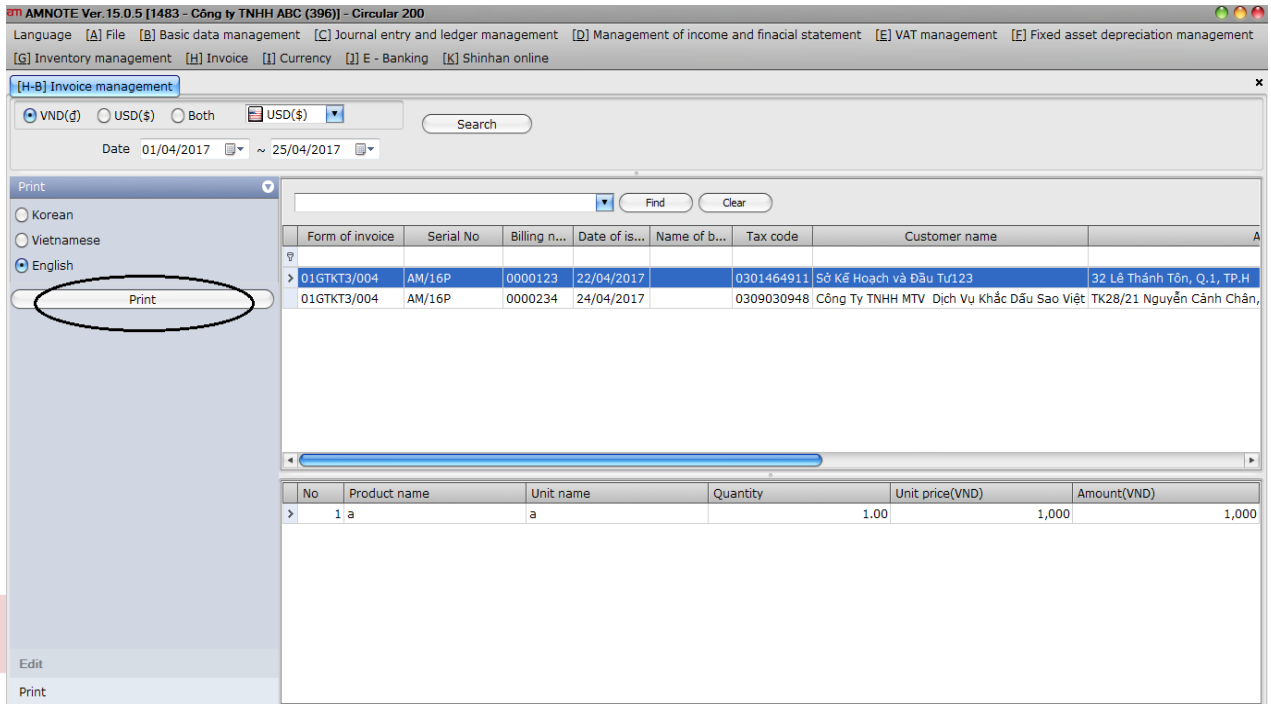 am AMNOTE Ver.15.0.5 [1483 - Công ty TNHH ABC (396)] - Circular 200
Language [A] File [B] Basic data management [C] Journal entry and ledger management [D] Management of income and finacial statement [E] VAT management [F] Fixed asset depreciation management
[G] Inventory management [H] Invoice [I] Currency [J] E - Banking [K] Shinhan online
[H-B] Invoice management x
VND(₫) USD($) Both USD($) Search
Date 01/04/2017 ~ 25/04/2017
Print
Korean
Vietnamese
English
Print
Find Clear
Form of invoice Serial No Billing n... Date of is... Name of b... Tax code Customer name A
01GTKT3/004 AM/16P 0000123 22/04/2017 0301464911 Sở Kế Hoạch và Đầu Tư123 32 Lê Thánh Tôn, Q.1, TP.H
01GTKT3/004 AM/16P 0000234 24/04/2017 0309030948 Công Ty TNHH MTV Dịch Vụ Khắc Dấu Sao Việt TK28/21 Nguyễn Cảnh Chân,
No Product name Unit name Quantity Unit price(VND) Amount(VND)
1 a a 1.00 1,000 1,000
Edit
Print